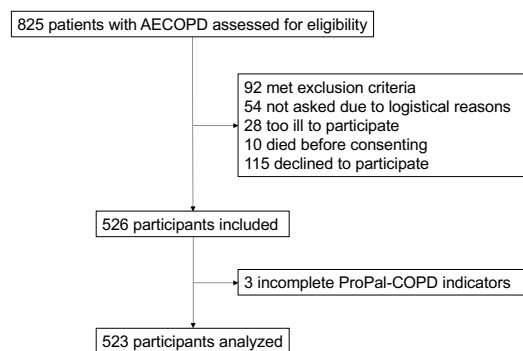 825 patients with AECOPD assessed for eligibility
92 met exclusion criteria
54 not asked due to logistical reasons
28 too ill to participate
10 died before consenting
115 declined to participate
526 participants included
3 incomplete ProPal-COPD indicators
523 participants analyzed